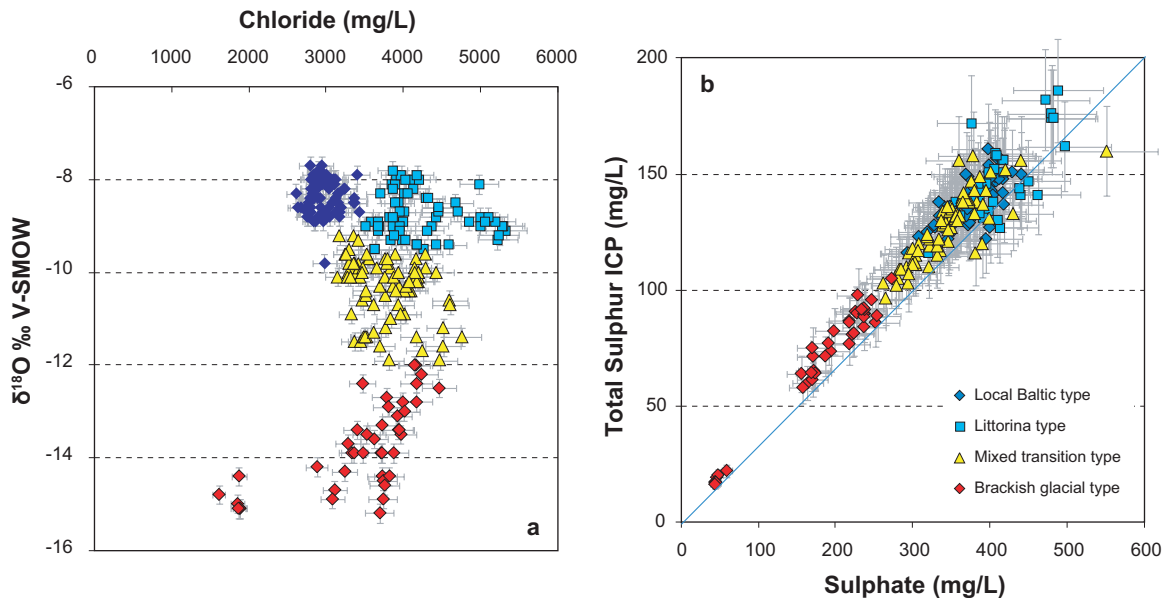 Chloride (mg/L)
0 1000 2000 3000 4000 5000 6000
-6
-8
-10
-12
-14
-16
δ¹⁸O ‰ V-SMOW
a
200
150
100
50
0
Total Sulphur ICP (mg/L)
b
Local Baltic type
Littorina type
Mixed transition type
Brackish glacial type
0 100 200 300 400 500 600
Sulphate (mg/L)